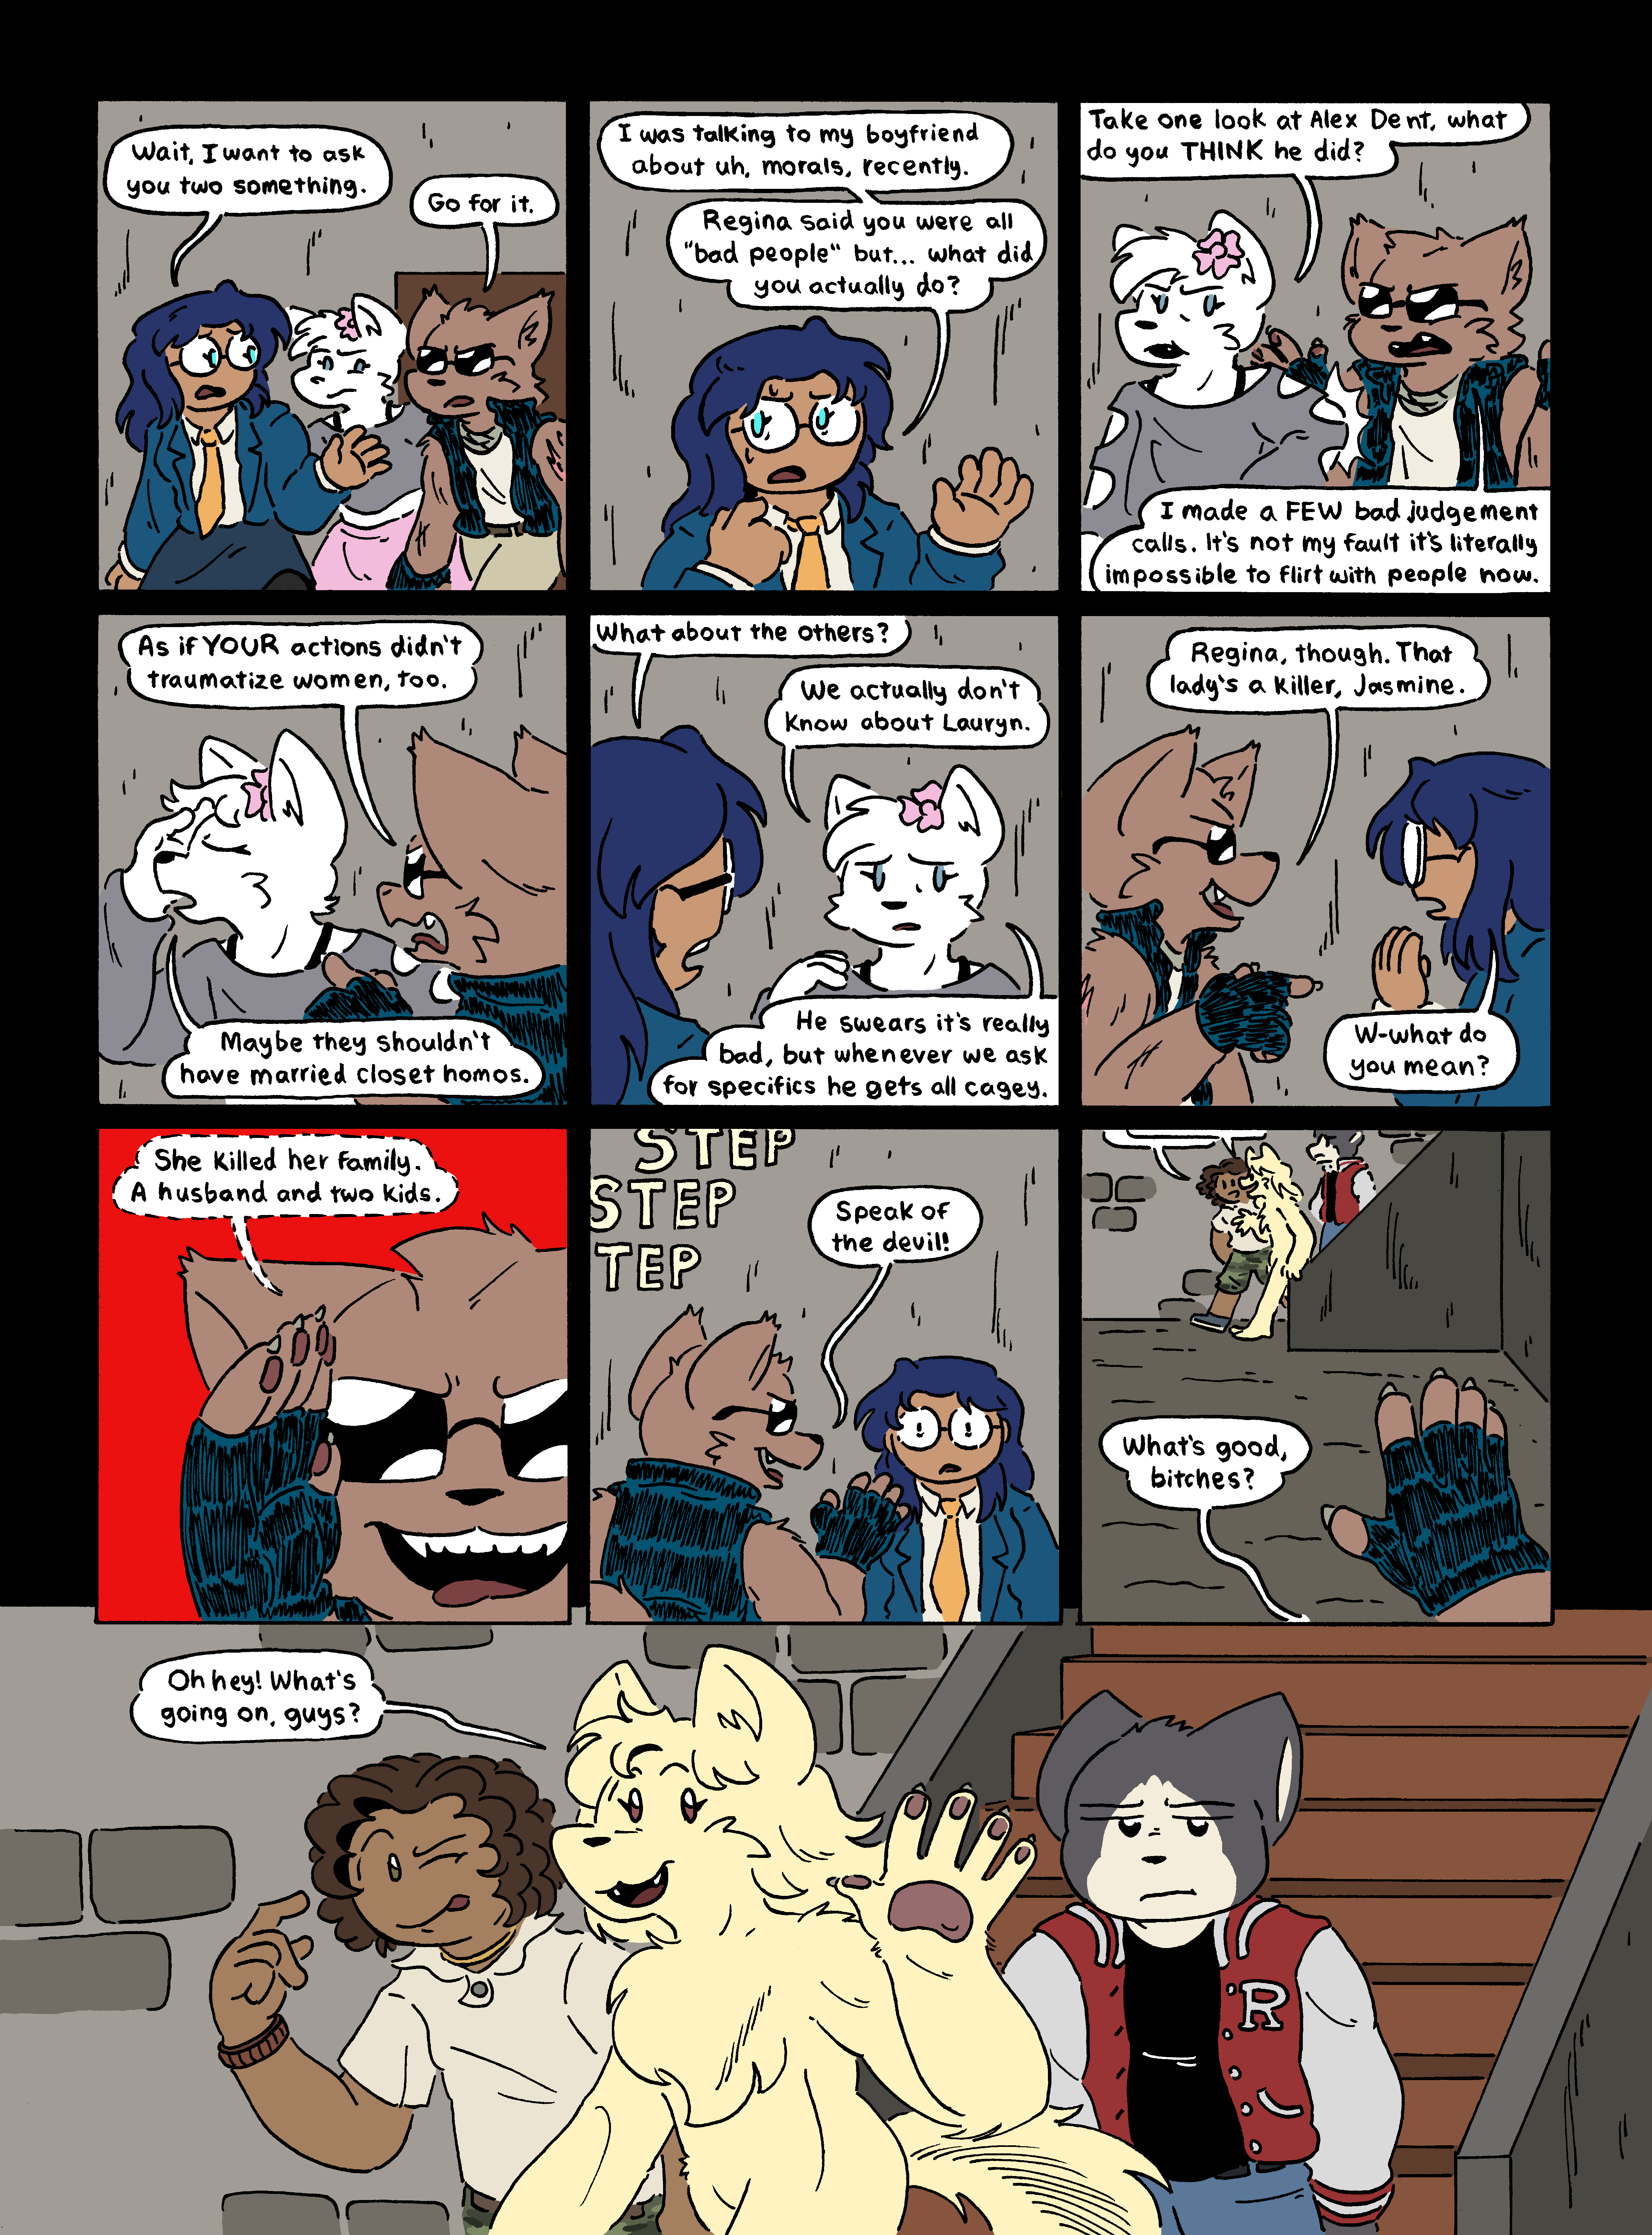 Wait, I want to ask
you two something.
Go for it.
I was talking to my boyfriend
about uh, morals, recently.
Regina said you were all
"bad people" but... what did
you actually do?
Take one look at Alex Dent, what
do you THINK he did?
I made a FEW bad judgement
calls. It's not my fault it's literally
impossible to flirt with people now.
As if YOUR actions didn't
traumatize women, too.
Maybe they shouldn't
have married closet homos.
What about the others?
We actually don't
know about Lauryn.
He swears it's really
bad, but whenever we ask
for specifics he gets all cagey.
Regina, though. That
lady's a killer, Jasmine.
W-what do
you mean?
She killed her family.
A husband and two kids.
STEP
STEP
TEP
Speak of
the devil!
What's good,
bitches?
Oh hey! What's
going on, guys?
R